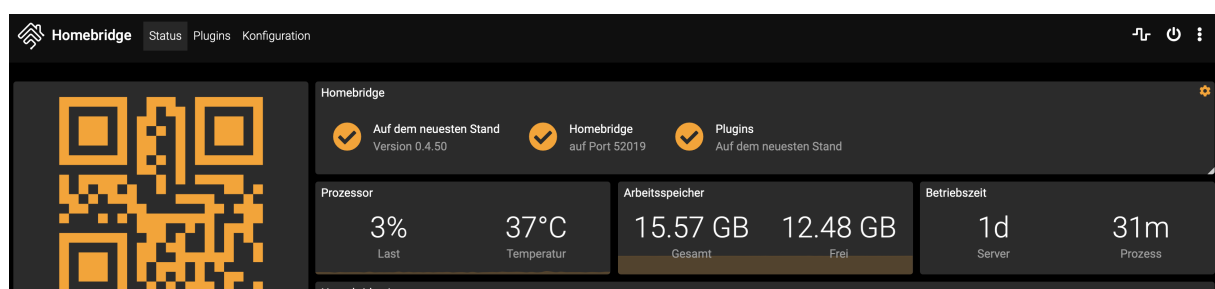 Homebridge Status Plugins Konfiguration
Homebridge
Auf dem neuesten Stand
Version 0.4.50
Homebridge
auf Port 52019
Plugins
Auf dem neuesten Stand
Prozessor
3% 37°C
Last Temperatur
Arbeitsspeicher
15.57 GB 12.48 GB
Gesamt Frei
Betriebszeit
1d 31m
Server Prozess